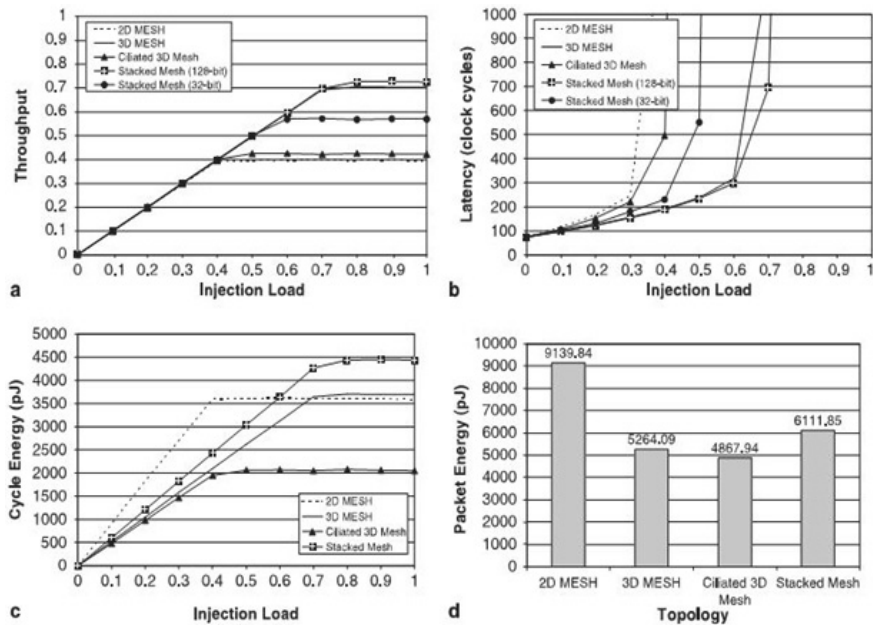 2D MESH
3D MESH
Ciliated 3D Mesh
Stacked Mesh (128-bit)
Stacked Mesh (32-bit)
1
0.9
0.8
0.7
0.6
0.5
0.4
0.3
0.2
0.1
0
Throughput
0 0.1 0.2 0.3 0.4 0.5 0.6 0.7 0.8 0.9 1
a
Injection Load
2D MESH
3D MESH
Ciliated 3D Mesh
Stacked Mesh (128-bit)
Stacked Mesh (32-bit)
1000
900
800
700
600
500
400
300
200
100
0
Latency (clock cycles)
0 0.1 0.2 0.3 0.4 0.5 0.6 0.7 0.8 0.9 1
b
Injection Load
5000
4500
4000
3500
3000
2500
2000
1500
1000
500
0
Cycle Energy (pJ)
2D MESH
3D MESH
Ciliated 3D Mesh
Stacked Mesh
0 0.1 0.2 0.3 0.4 0.5 0.6 0.7 0.8 0.9 1
c
Injection Load
10000
9000
8000
7000
6000
5000
4000
3000
2000
1000
0
Packet Energy (pJ)
9139.84
5264.09
4867.94
6111.85
2D MESH
3D MESH
Ciliated 3D
Mesh
Stacked Mesh
d
Topology